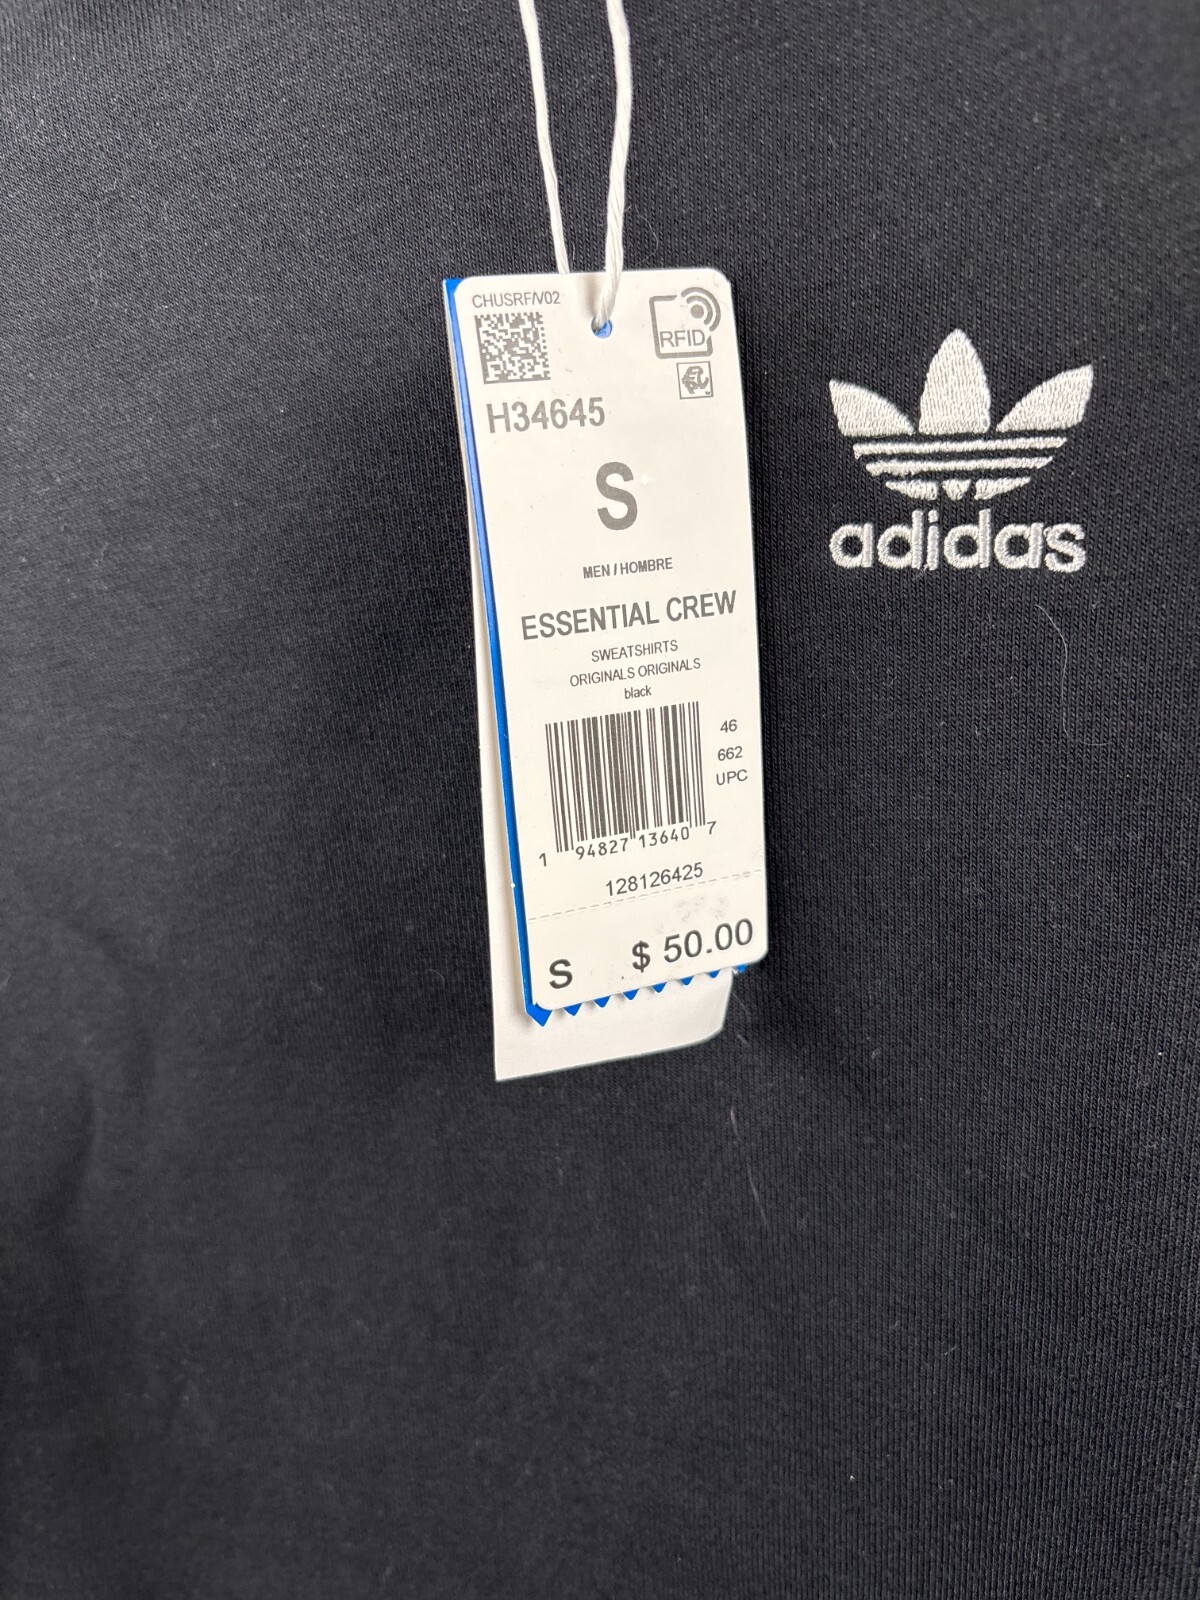 CHUSRF/V02
RFID
H34645
S
MEN / HOMBRE
ESSENTIAL CREW
SWEATSHIRTS
ORIGINALS ORIGINALS
black
46
662
UPC
1 94827 13640 7
128126425
S $ 50.00
adidas